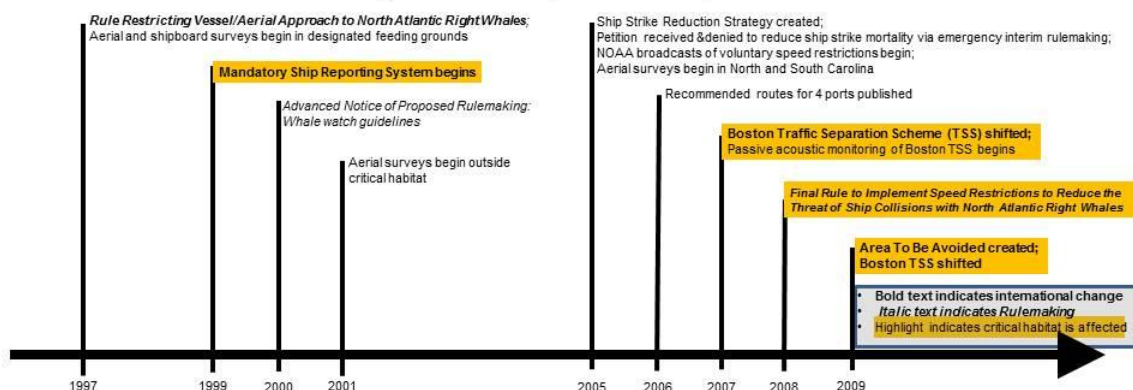 Rule Restricting Vessel/Aerial Approach to North Atlantic Right Whales;
Aerial and shipboard surveys begin in designated feeding grounds
Mandatory Ship Reporting System begins
Advanced Notice of Proposed Rulemaking:
Whale watch guidelines
Aerial surveys begin outside
critical habitat
Ship Strike Reduction Strategy created;
Petition received &denied to reduce ship strike mortality via emergency interim rulemaking;
NOAA broadcasts of voluntary speed restrictions begin;
Aerial surveys begin in North and South Carolina
Recommended routes for 4 ports published
Boston Traffic Separation Scheme (TSS) shifted;
Passive acoustic monitoring of Boston TSS begins
Final Rule to Implement Speed Restrictions to Reduce the
Threat of Ship Collisions with North Atlantic Right Whales
Area To Be Avoided created;
Boston TSS shifted
• Bold text indicates international change
• Italic text indicates Rulemaking
• Highlight indicates critical habitat is affected
1997 1999 2000 2001 2005 2006 2007 2008 2009